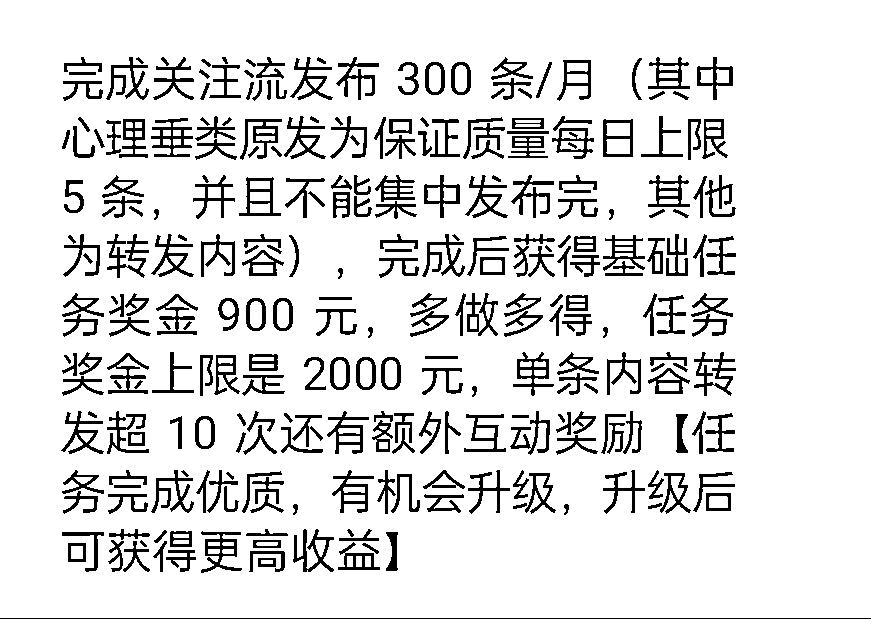 完成关注流发布 300 条/月（其中
心理垂类原发为保证质量每日上限
5 条，并且不能集中发布完，其他
为转发内容），完成后获得基础任
务奖金 900 元，多做多得，任务
奖金上限是 2000 元，单条内容转
发超 10 次还有额外互动奖励【任
务完成优质，有机会升级，升级后
可获得更高收益】